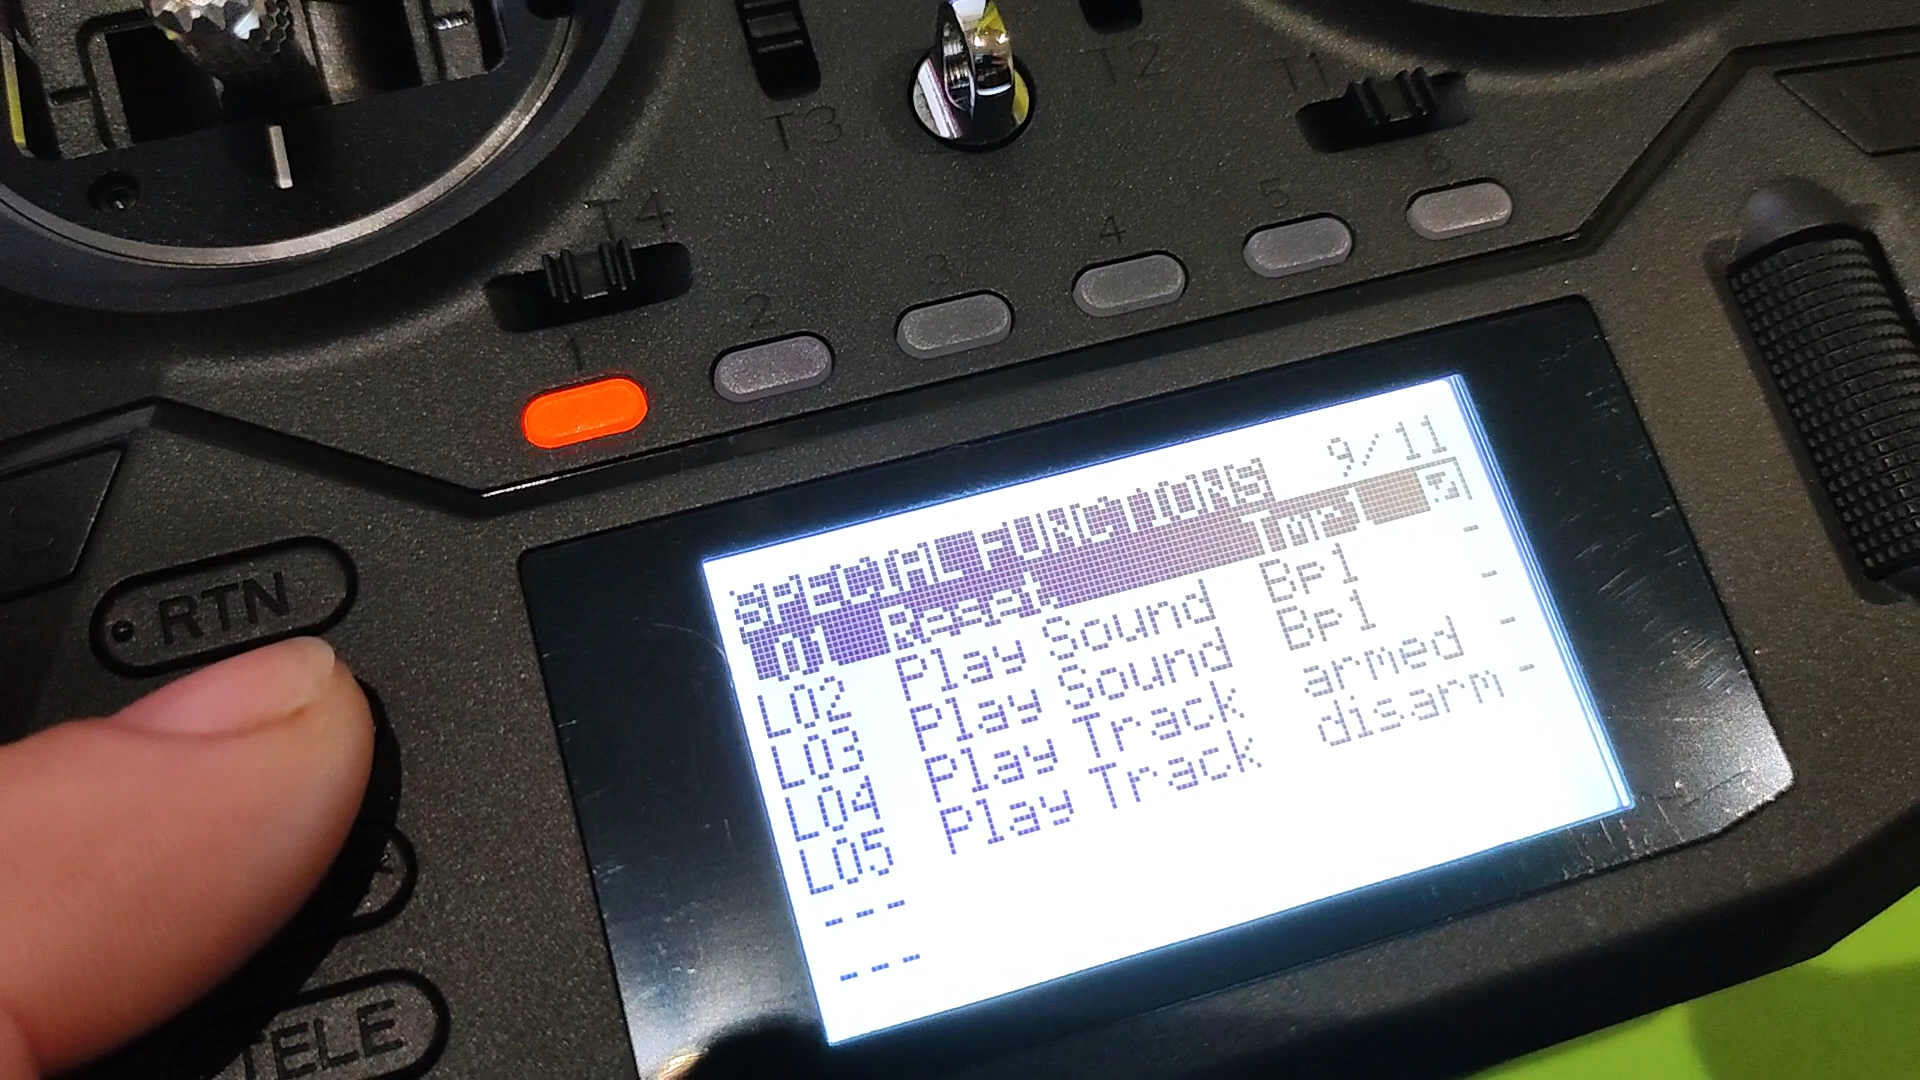 T3
T2
T1
T4
1
2
3
4
5
6
RTN
TELE
SPECIAL FUNCTIONS 9/11
Reset Tmr1
L02 Play Sound Bp1 -
L03 Play Sound Bp1 -
L04 Play Track armed -
L05 Play Track disarm -
---
---